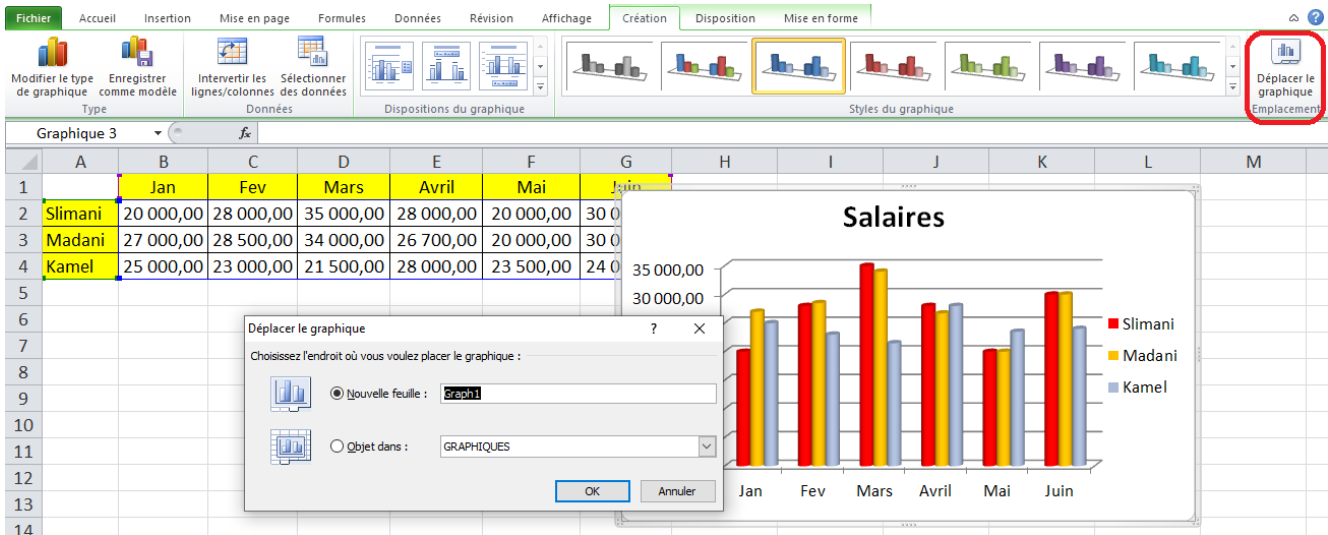 Fichier Accueil Insertion Mise en page Formules Données Révision Affichage Création Disposition Mise en forme
Modifier le type de graphique
Enregistrer comme modèle
Intervertir les lignes/colonnes
Sélectionner des données
Déplacer le graphique
Type Données Dispositions du graphique Styles du graphique Emplacement
Graphique 3 fx
A B C D E F G H I J K L M
1 Jan Fev Mars Avril Mai Juin
2 Slimani 20 000,00 28 000,00 35 000,00 28 000,00 20 000,00 30 0
3 Madani 27 000,00 28 500,00 34 000,00 26 700,00 20 000,00 30 0
4 Kamel 25 000,00 23 000,00 21 500,00 28 000,00 23 500,00 24 0
5
6
7
8
9
10
11
12
13
14
Salaires
35 000,00
30 000,00
Slimani
Madani
Kamel
Jan Fev Mars Avril Mai Juin
Déplacer le graphique ?
Choisissez l'endroit où vous voulez placer le graphique :
Nouvelle feuille : Graph1
Objet dans : GRAPHIQUES
OK Annuler